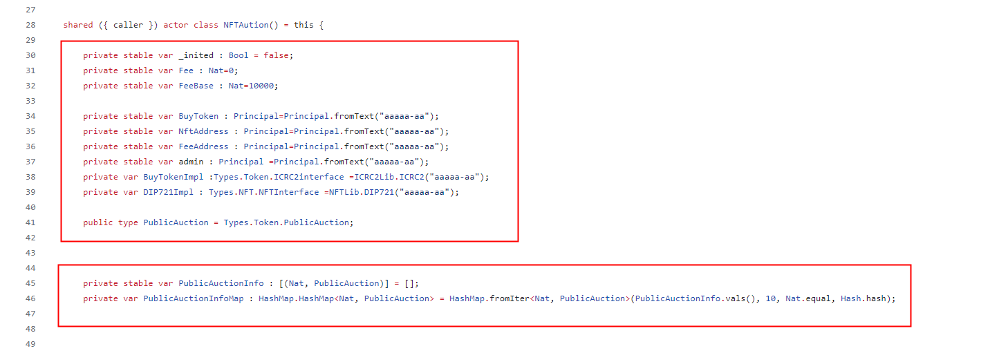 27
28 shared ({ caller }) actor class NFTAution() = this {
29
30 private stable var _inited : Bool = false;
31 private stable var Fee : Nat=0;
32 private stable var FeeBase : Nat=10000;
33
34 private stable var BuyToken : Principal=Principal.fromText("aaaaa-aa");
35 private stable var NftAddress : Principal=Principal.fromText("aaaaa-aa");
36 private stable var FeeAddress : Principal=Principal.fromText("aaaaa-aa");
37 private stable var admin : Principal =Principal.fromText("aaaaa-aa");
38 private var BuyTokenImpl :Types.Token.ICRC2interface =ICRC2Lib.ICRC2("aaaaa-aa");
39 private var DIP721Impl : Types.NFT.NFTInterface =NFTLib.DIP721("aaaaa-aa");
40
41 public type PublicAuction = Types.Token.PublicAuction;
42
43
44
45 private stable var PublicAuctionInfo : [(Nat, PublicAuction)] = [];
46 private var PublicAuctionInfoMap : HashMap.HashMap<Nat, PublicAuction> = HashMap.fromIter<Nat, PublicAuction>(PublicAuctionInfo.vals(), 10, Nat.equal, Hash.hash);
47
48
49